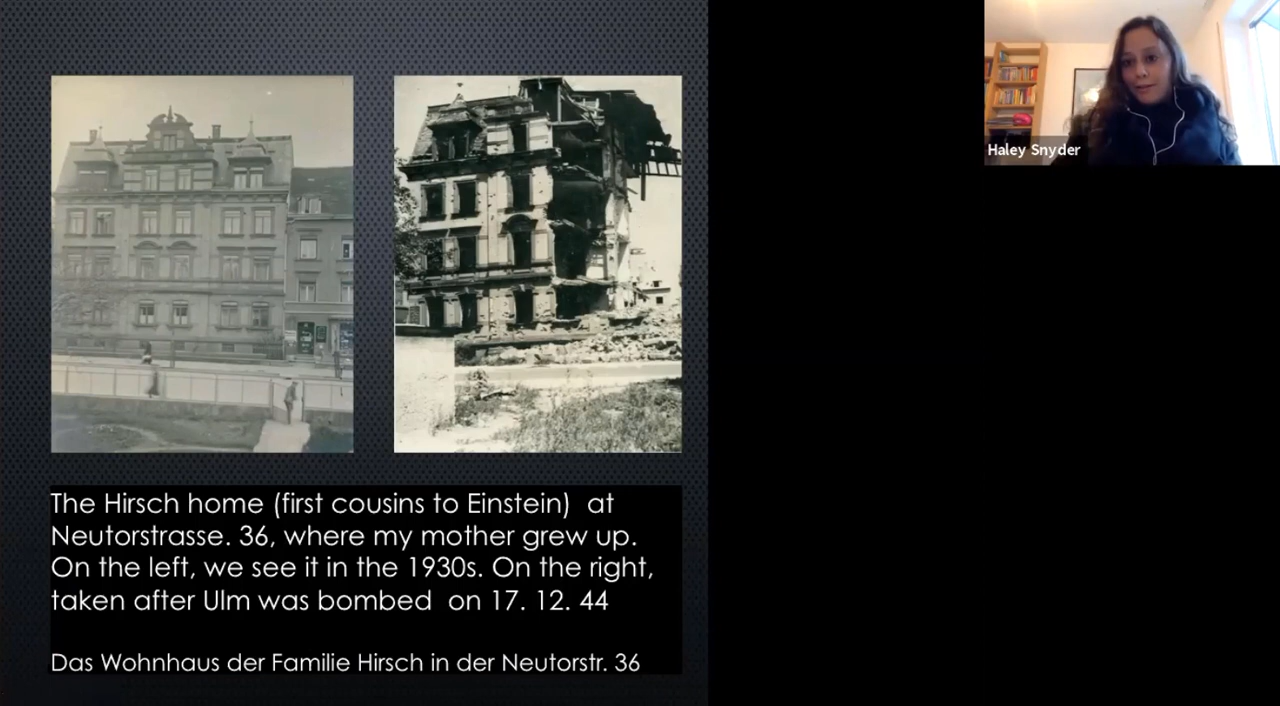 Haley Snyder
The Hirsch home (first cousins to Einstein)  at
Neutorstrasse. 36, where my mother grew up.
On the left, we see it in the 1930s. On the right,
taken after Ulm was bombed  on 17. 12. 44
Das Wohnhaus der Familie Hirsch in der Neutorstr. 36